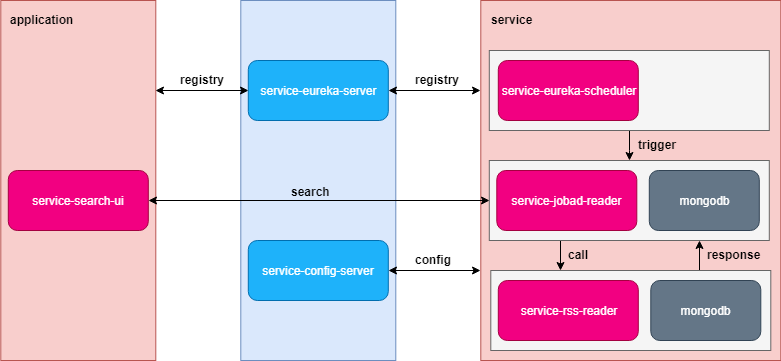 application
service
registry
registry
service-eureka-server
service-eureka-scheduler
trigger
service-search-ui
search
service-jobad-reader
mongodb
service-config-server
config
call
response
service-rss-reader
mongodb